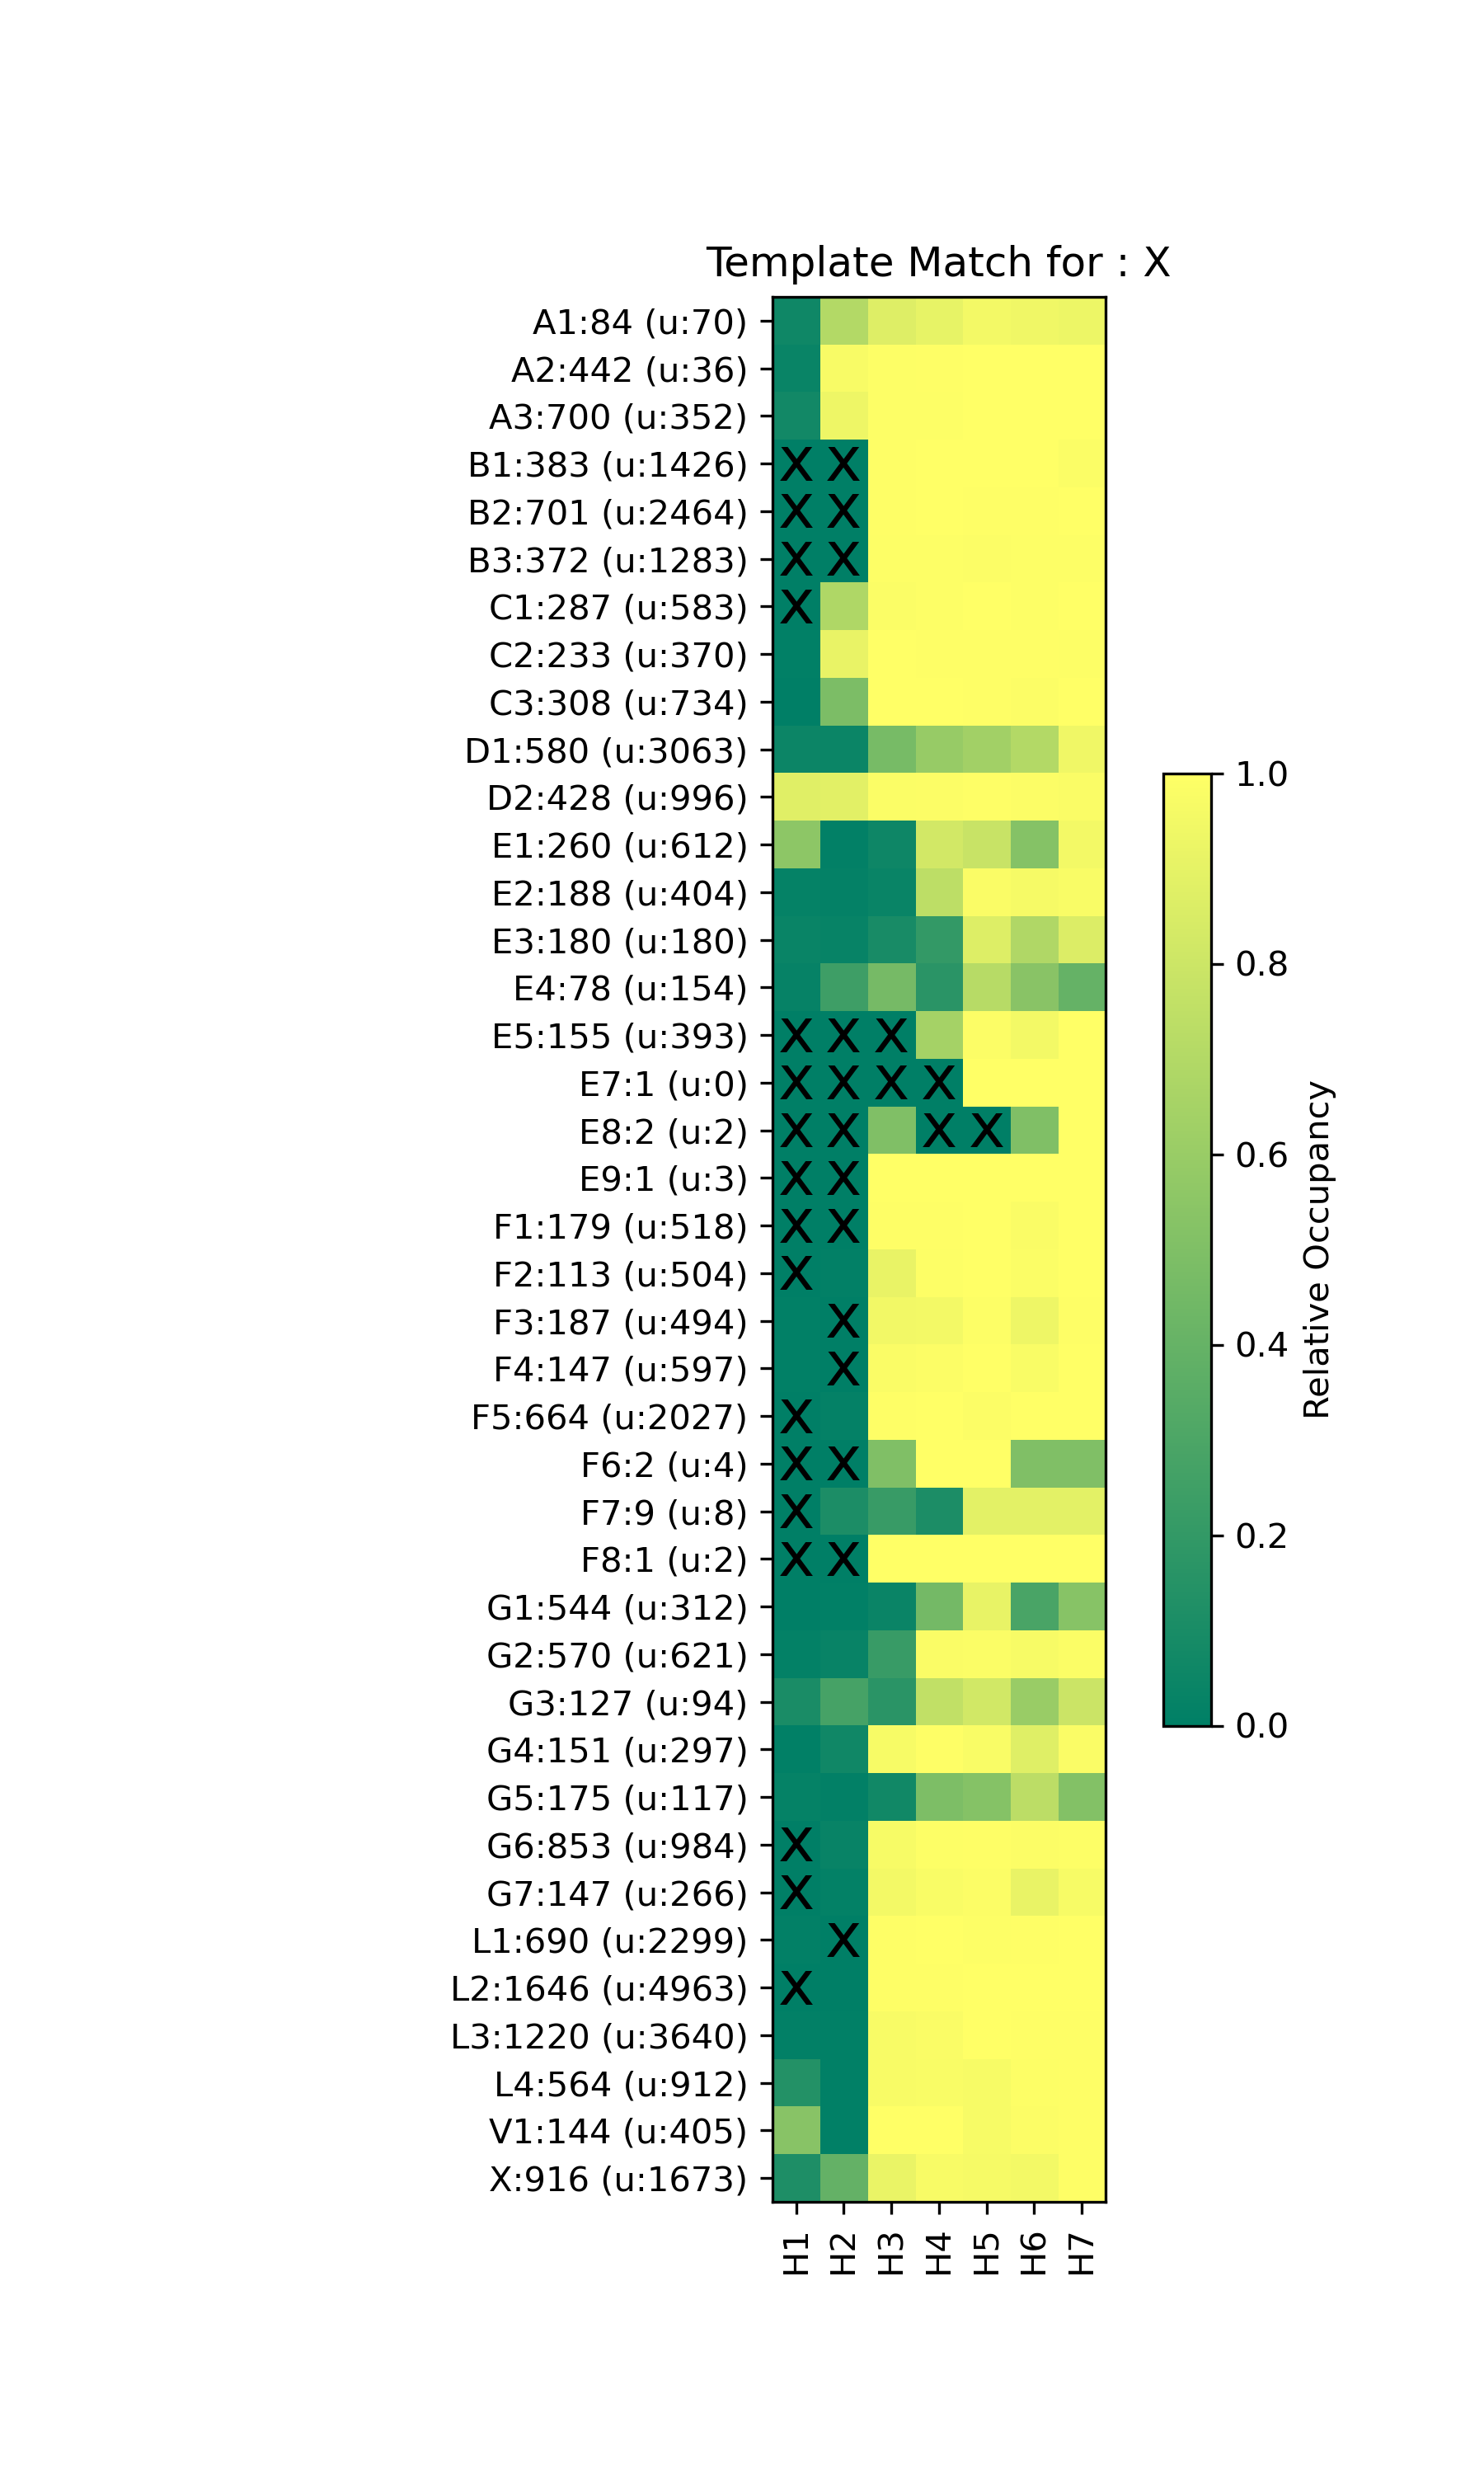 Template Match for : X
A1:84 (u:70)
A2:442 (u:36)
A3:700 (u:352)
B1:383 (u:1426) X X
B2:701 (u:2464) X X
B3:372 (u:1283) X X
C1:287 (u:583) X
C2:233 (u:370)
C3:308 (u:734)
D1:580 (u:3063)
D2:428 (u:996)
E1:260 (u:612)
E2:188 (u:404)
E3:180 (u:180)
E4:78 (u:154)
E5:155 (u:393) X X X
E7:1 (u:0) X X X X
E8:2 (u:2) X X X X
E9:1 (u:3) X X
F1:179 (u:518) X X
F2:113 (u:504) X
F3:187 (u:494) X
F4:147 (u:597) X
F5:664 (u:2027) X
F6:2 (u:4) X X
F7:9 (u:8) X
F8:1 (u:2) X X
G1:544 (u:312)
G2:570 (u:621)
G3:127 (u:94)
G4:151 (u:297)
G5:175 (u:117)
G6:853 (u:984) X
G7:147 (u:266) X
L1:690 (u:2299) X
L2:1646 (u:4963) X
L3:1220 (u:3640)
L4:564 (u:912)
V1:144 (u:405)
X:916 (u:1673)
H1 H2 H3 H4 H5 H6 H7
1.0
0.8
0.6
0.4
0.2
0.0
Relative Occupancy